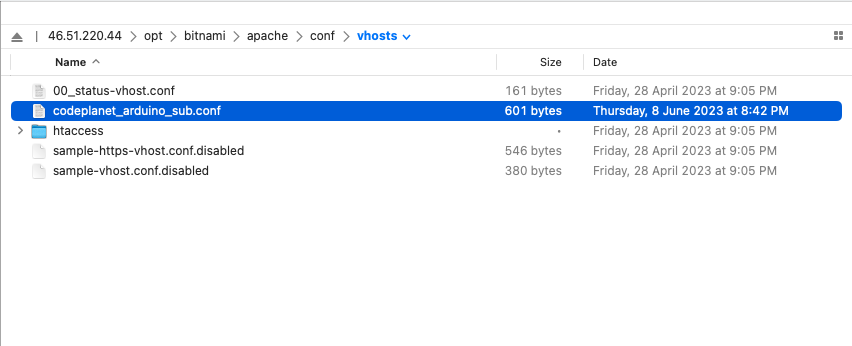 46.51.220.44 opt bitnami apache conf vhosts
Name Size Date
00_status-vhost.conf 161 bytes Friday, 28 April 2023 at 9:05 PM
codeplanet_arduino_sub.conf 601 bytes Thursday, 8 June 2023 at 8:42 PM
htaccess • Friday, 28 April 2023 at 9:05 PM
sample-https-vhost.conf.disabled 546 bytes Friday, 28 April 2023 at 9:05 PM
sample-vhost.conf.disabled 380 bytes Friday, 28 April 2023 at 9:05 PM